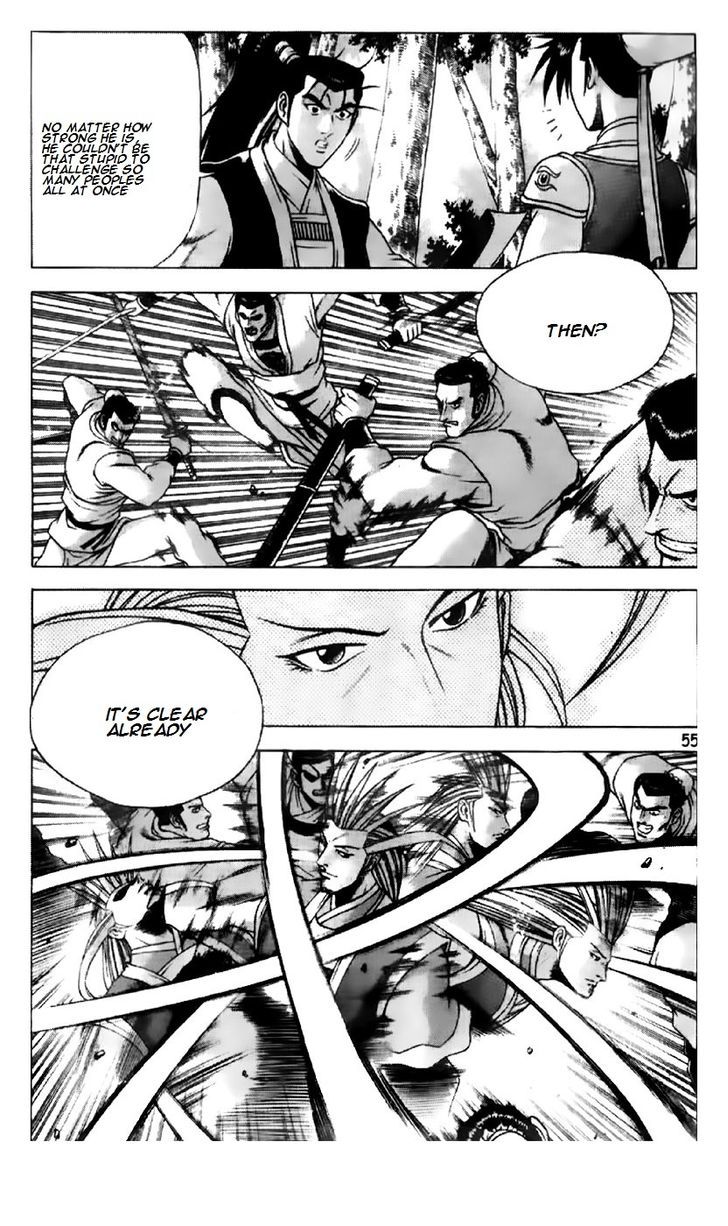 NO MATTER HOW
STRONG HE IS,
HE COULDN'T BE
THAT STUPID TO
CHALLENGE SO
MANY PEOPLES
ALL AT ONCE
THEN?
IT'S CLEAR
ALREADY
55